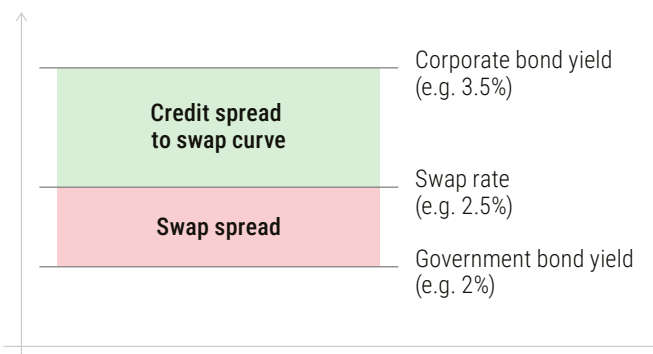 Corporate bond yield
(e.g. 3.5%)
Credit spread
to swap curve
Swap rate
(e.g. 2.5%)
Swap spread
Government bond yield
(e.g. 2%)